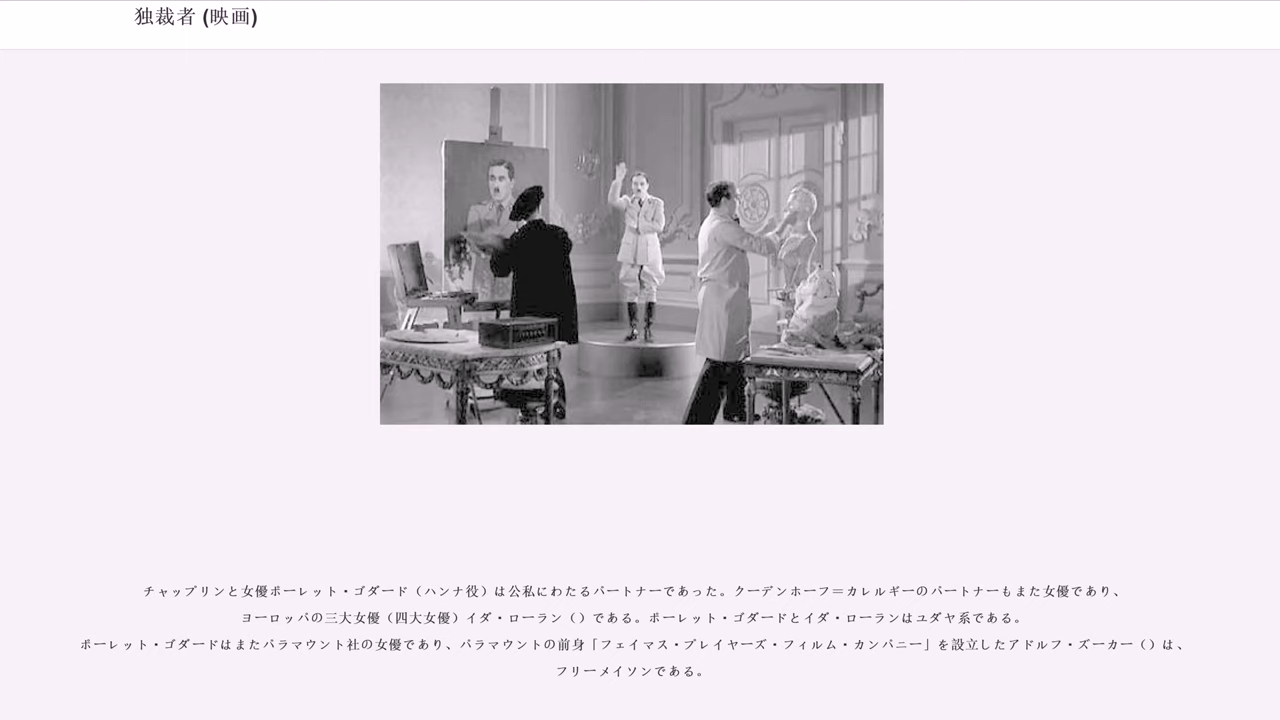 独裁者 (映画)
チャップリンと女優ポーレット・ゴダード（ハンナ役）は公私にわたるパートナーであった。クーデンホーフ＝カレルギーのパートナーもまた女優であり、
ヨーロッパの三大女優（四大女優）イダ・ローラン（）である。ポーレット・ゴダードとイダ・ローランはユダヤ系である。
ポーレット・ゴダードはまたパラマウント社の女優であり、パラマウントの前身「フェイマス・プレイヤーズ・フィルム・カンパニー」を設立したアドルフ・ズーカー（）は、
フリーメイソンである。